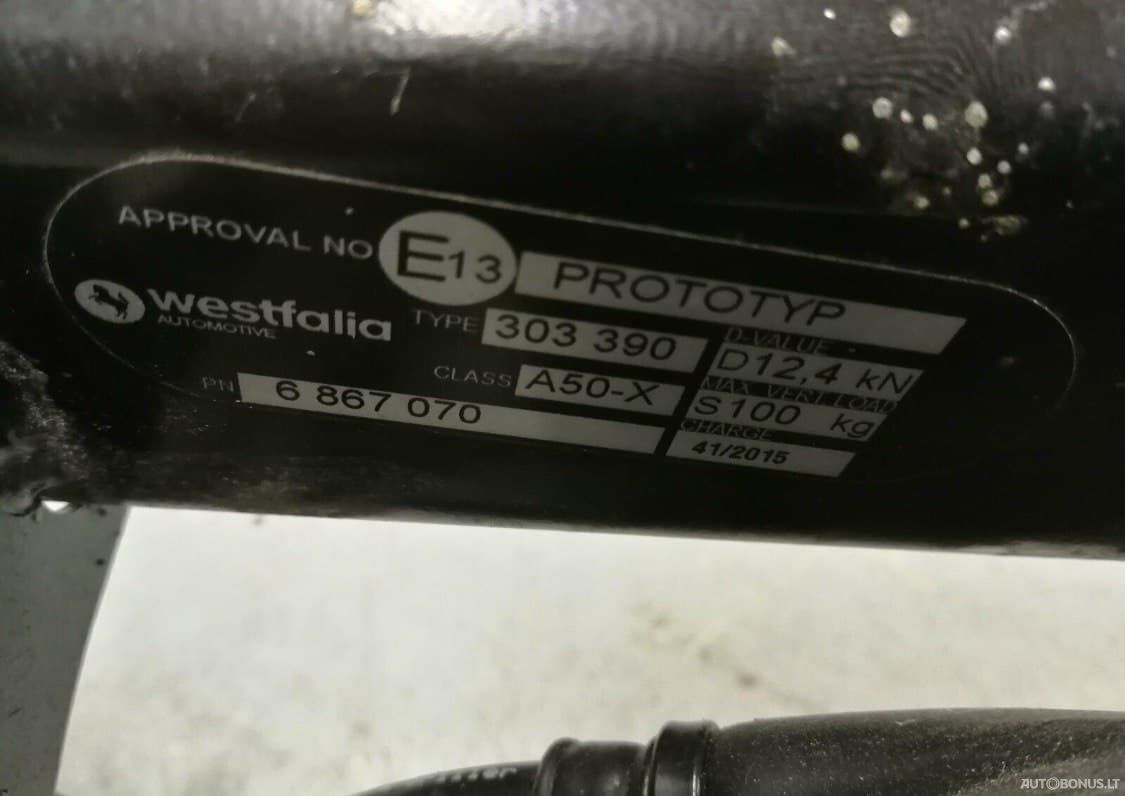 APPROVAL NO E13 PROTOTYP
westfalia
AUTOMOTIVE
TYPE 303 390
CLASS A50-X
PN 6 867 070
D-VALUE
D12,4 kN
MAX. VERT. LOAD
S100 kg
CHARGE
41/2015
AUTOBONUS.LT